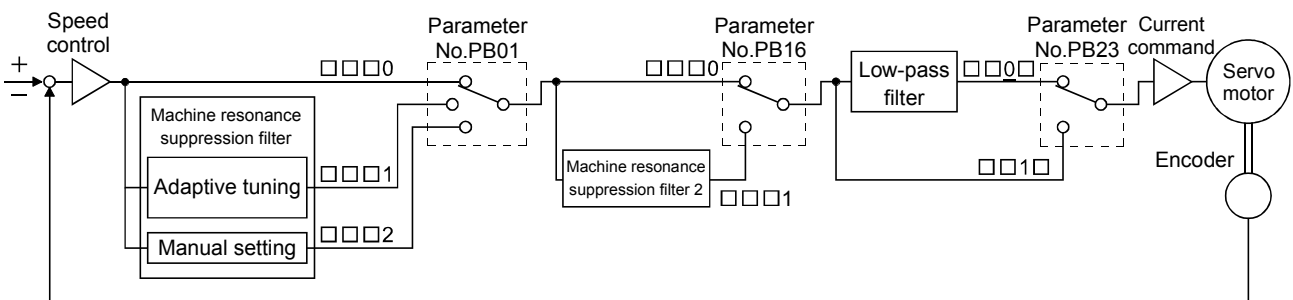 Speed
control
+
−
□□□0
Machine resonance
suppression filter
Adaptive tuning
□□□1
Manual setting
□□□2
Parameter
No.PB01
□□□0
Machine resonance
suppression filter 2
□□□1
Parameter
No.PB16
Low-pass
filter
□□0□
□□1□
Parameter
No.PB23
Current
command
Servo
motor
Encoder